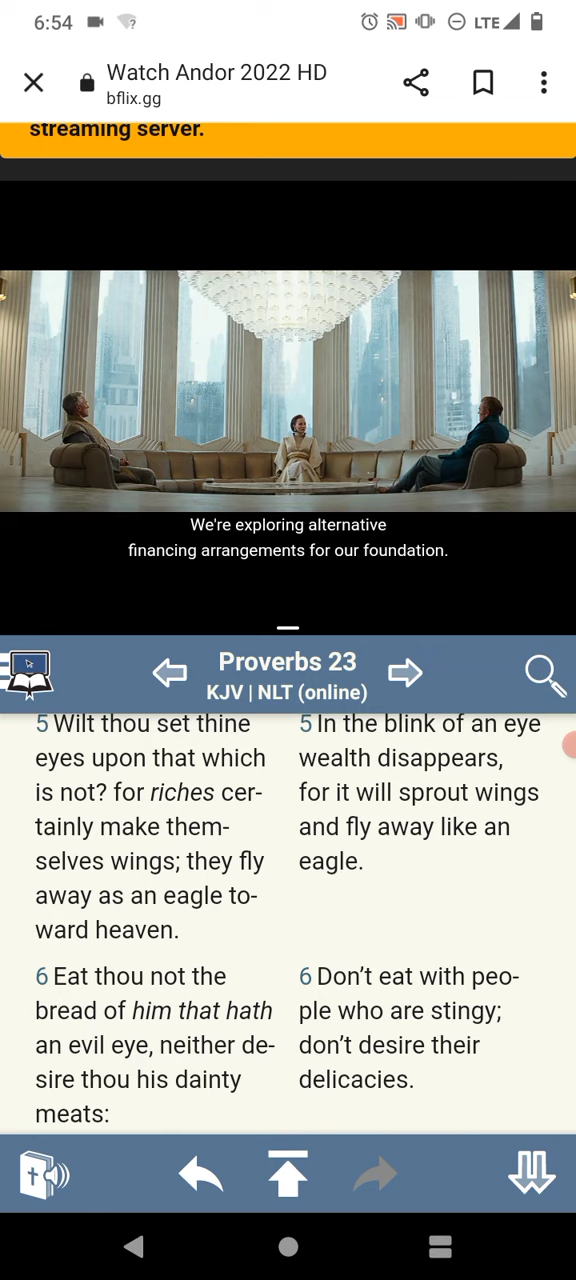 6:54
LTE
Watch Andor 2022 HD
bflix.gg
streaming server.
We're exploring alternative
financing arrangements for our foundation.
Proverbs 23
KJV | NLT (online)
5 Wilt thou set thine
eyes upon that which
is not? for riches cer-
tainly make them-
selves wings; they fly
away as an eagle to-
ward heaven.
5 In the blink of an eye
wealth disappears,
for it will sprout wings
and fly away like an
eagle.
6 Eat thou not the
bread of him that hath
an evil eye, neither de-
sire thou his dainty
meats:
6 Don’t eat with peo-
ple who are stingy;
don’t desire their
delicacies.